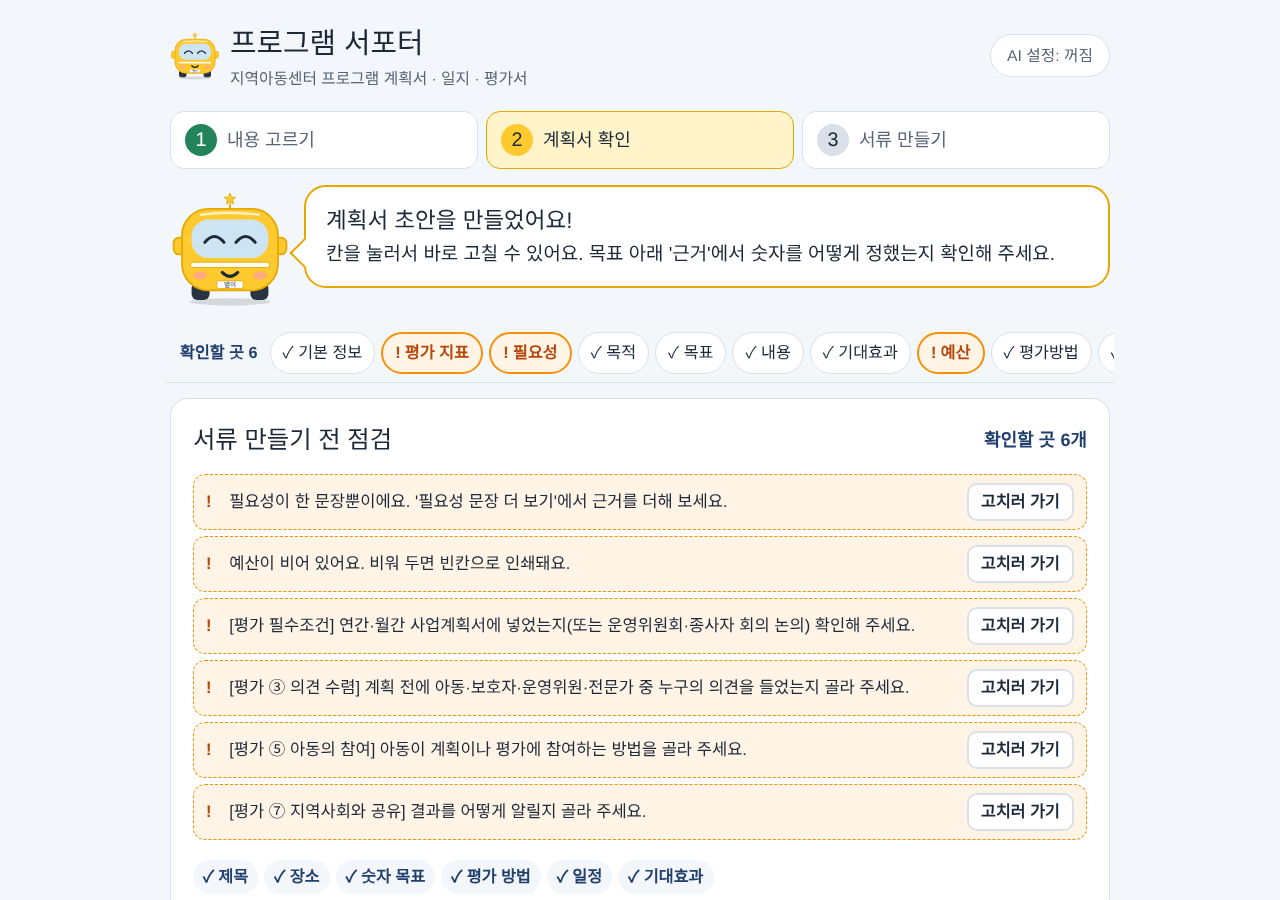 프로그램 서포터
지역아동센터 프로그램 계획서 · 일지 · 평가서
AI 설정: 꺼짐
1 내용 고르기
2 계획서 확인
3 서류 만들기
계획서 초안을 만들었어요!
칸을 눌러서 바로 고칠 수 있어요. 목표 아래 '근거'에서 숫자를 어떻게 정했는지 확인해 주세요.
별이
확인할 곳 6 ✓ 기본 정보 ! 평가 지표 ! 필요성 ✓ 목적 ✓ 목표 ✓ 내용 ✓ 기대효과 ! 예산 ✓ 평가방법 ✓
서류 만들기 전 점검
확인할 곳 6개
! 필요성이 한 문장뿐이에요. '필요성 문장 더 보기'에서 근거를 더해 보세요. 고치러 가기
! 예산이 비어 있어요. 비워 두면 빈칸으로 인쇄돼요. 고치러 가기
! [평가 필수조건] 연간·월간 사업계획서에 넣었는지(또는 운영위원회·종사자 회의 논의) 확인해 주세요. 고치러 가기
! [평가 ③ 의견 수렴] 계획 전에 아동·보호자·운영위원·전문가 중 누구의 의견을 들었는지 골라 주세요. 고치러 가기
! [평가 ⑤ 아동의 참여] 아동이 계획이나 평가에 참여하는 방법을 골라 주세요. 고치러 가기
! [평가 ⑦ 지역사회와 공유] 결과를 어떻게 알릴지 골라 주세요. 고치러 가기
✓ 제목 ✓ 장소 ✓ 숫자 목표 ✓ 평가 방법 ✓ 일정 ✓ 기대효과